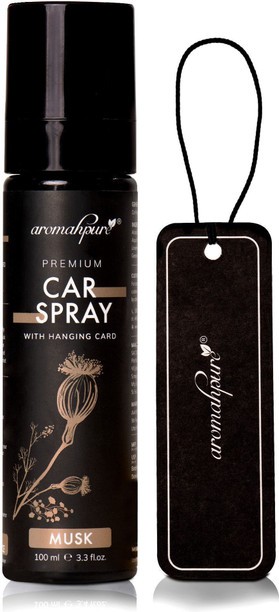 aromahpure®
PREMIUM
CAR
SPRAY
WITH HANGING CARD
MUSK
100 ml ℮ 3.3 fl.oz.
aromahpure®